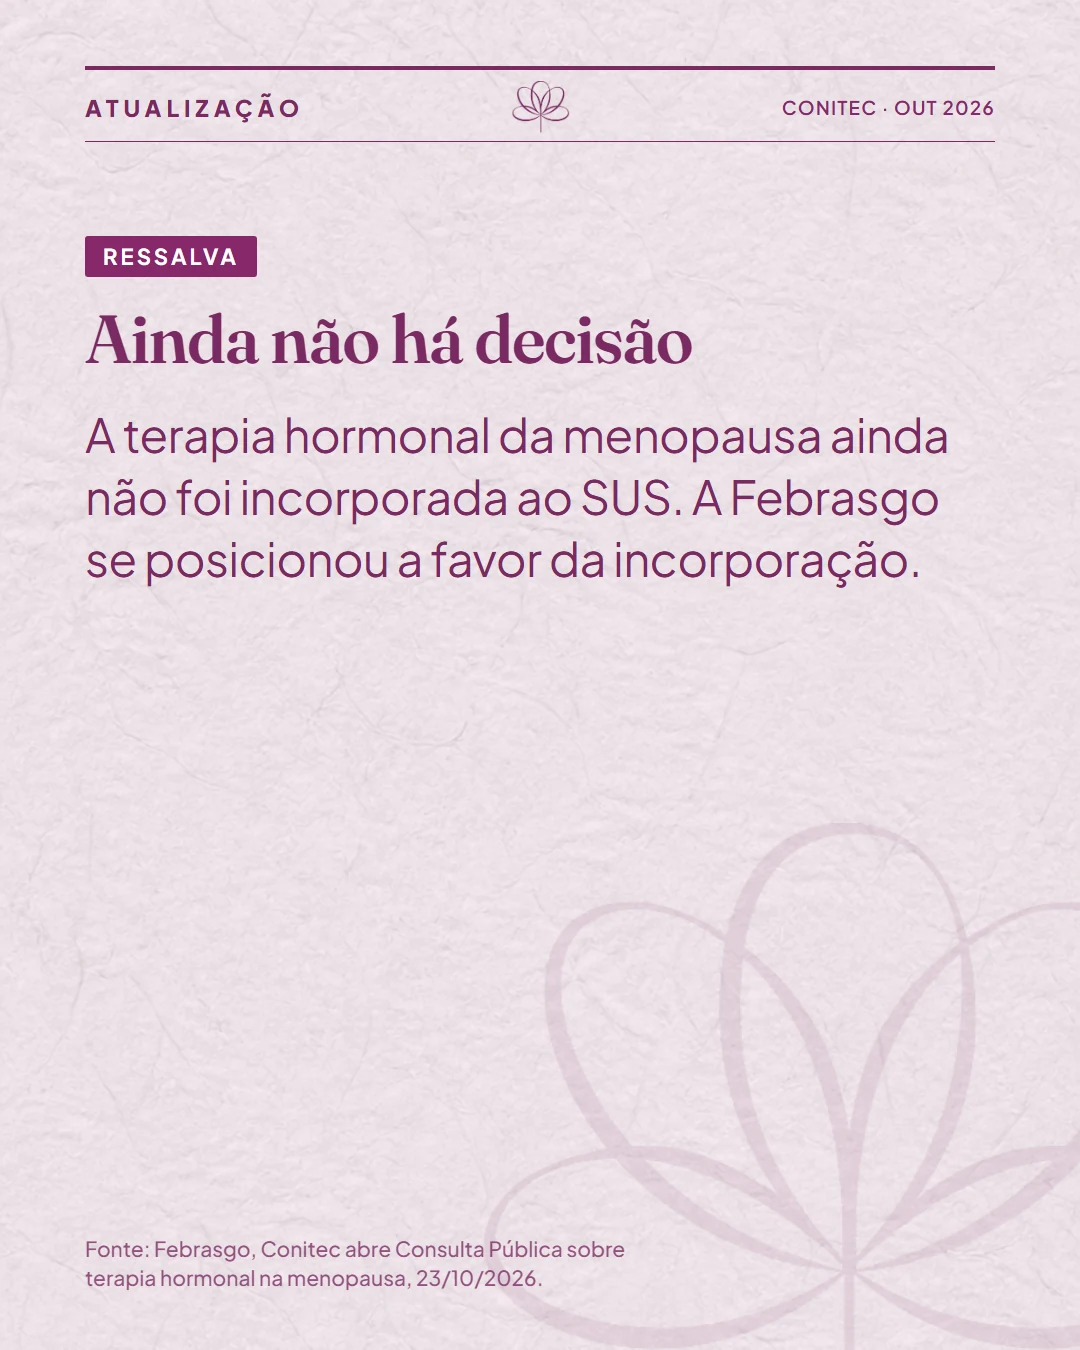 ATUALIZAÇÃO
CONITEC · OUT 2026
RESSALVA
Ainda não há decisão
A terapia hormonal da menopausa ainda
não foi incorporada ao SUS. A Febrasgo
se posicionou a favor da incorporação.
Fonte: Febrasgo, Conitec abre Consulta Pública sobre
terapia hormonal na menopausa, 23/10/2026.